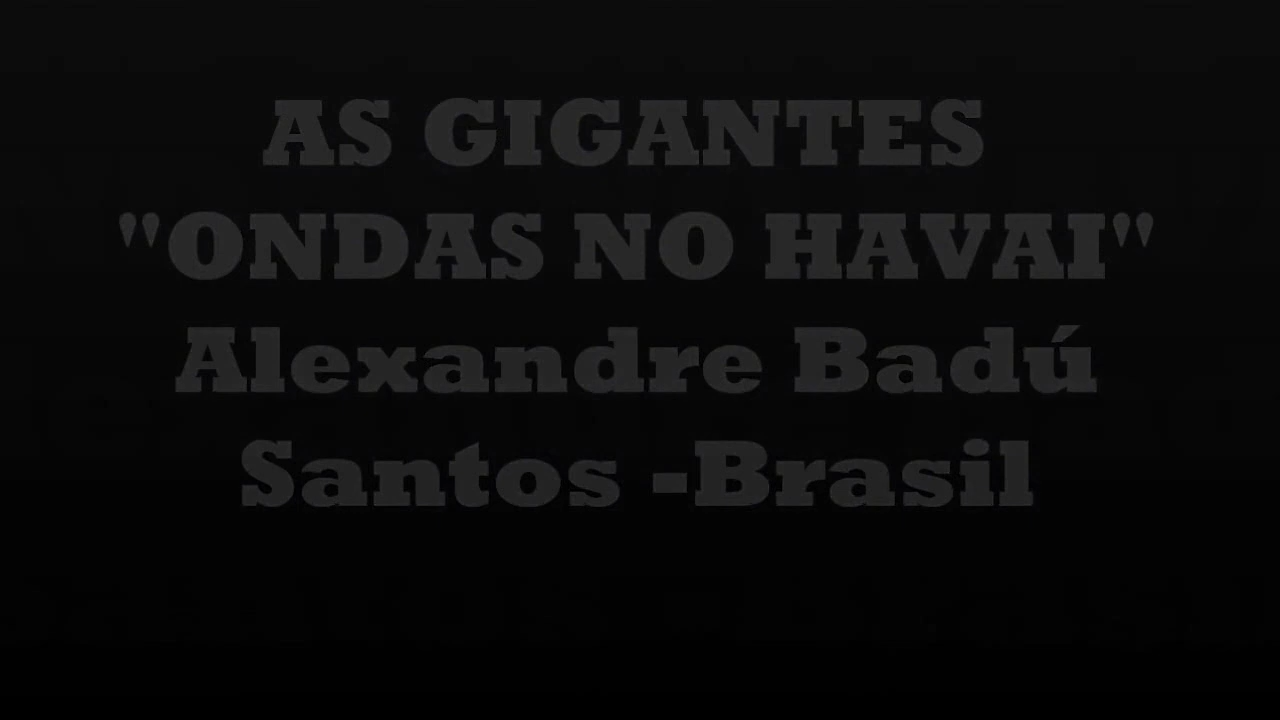 AS GIGANTES
"ONDAS NO HAVAI"
Alexandre Badú
Santos -Brasil